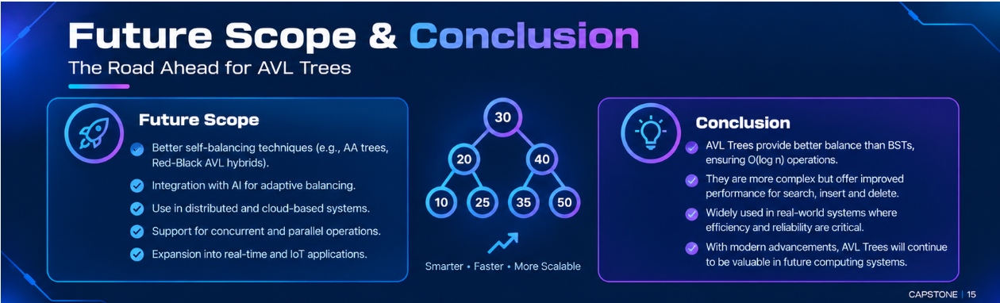 Future Scope & Conclusion
The Road Ahead for AVL Trees
Future Scope
Better self-balancing techniques (e.g., AA trees,
Red-Black AVL hybrids).
Integration with AI for adaptive balancing.
Use in distributed and cloud-based systems.
Support for concurrent and parallel operations.
Expansion into real-time and IoT applications.
30
20
40
10
25
35
50
Smarter • Faster • More Scalable
Conclusion
AVL Trees provide better balance than BSTs,
ensuring O(log n) operations.
They are more complex but offer improved
performance for search, insert and delete.
Widely used in real-world systems where
efficiency and reliability are critical.
With modern advancements, AVL Trees will continue
to be valuable in future computing systems.
CAPSTONE | 15